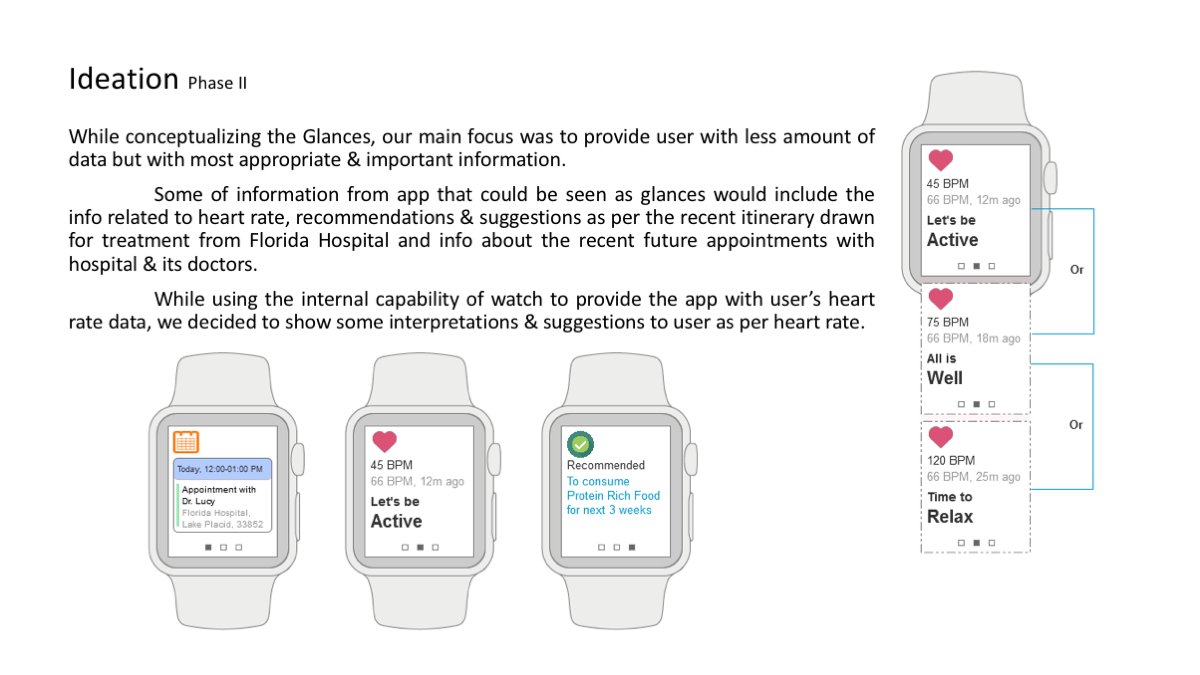 Ideation Phase II
While conceptualizing the Glances, our main focus was to provide user with less amount of
data but with most appropriate & important information.
Some of information from app that could be seen as glances would include the
info related to heart rate, recommendations & suggestions as per the recent itinerary drawn
for treatment from Florida Hospital and info about the recent future appointments with
hospital & its doctors.
While using the internal capability of watch to provide the app with user's heart
rate data, we decided to show some interpretations & suggestions to user as per heart rate.
Today, 12:00-01:00 PM
Appointment with
Dr. Lucy
Florida Hospital,
Lake Placid, 33852
45 BPM
66 BPM, 12m ago
Let's be
Active
Recommended
To consume
Protein Rich Food
for next 3 weeks
45 BPM
66 BPM, 12m ago
Let's be
Active
Or
75 BPM
66 BPM, 18m ago
All is
Well
Or
120 BPM
66 BPM, 25m ago
Time to
Relax